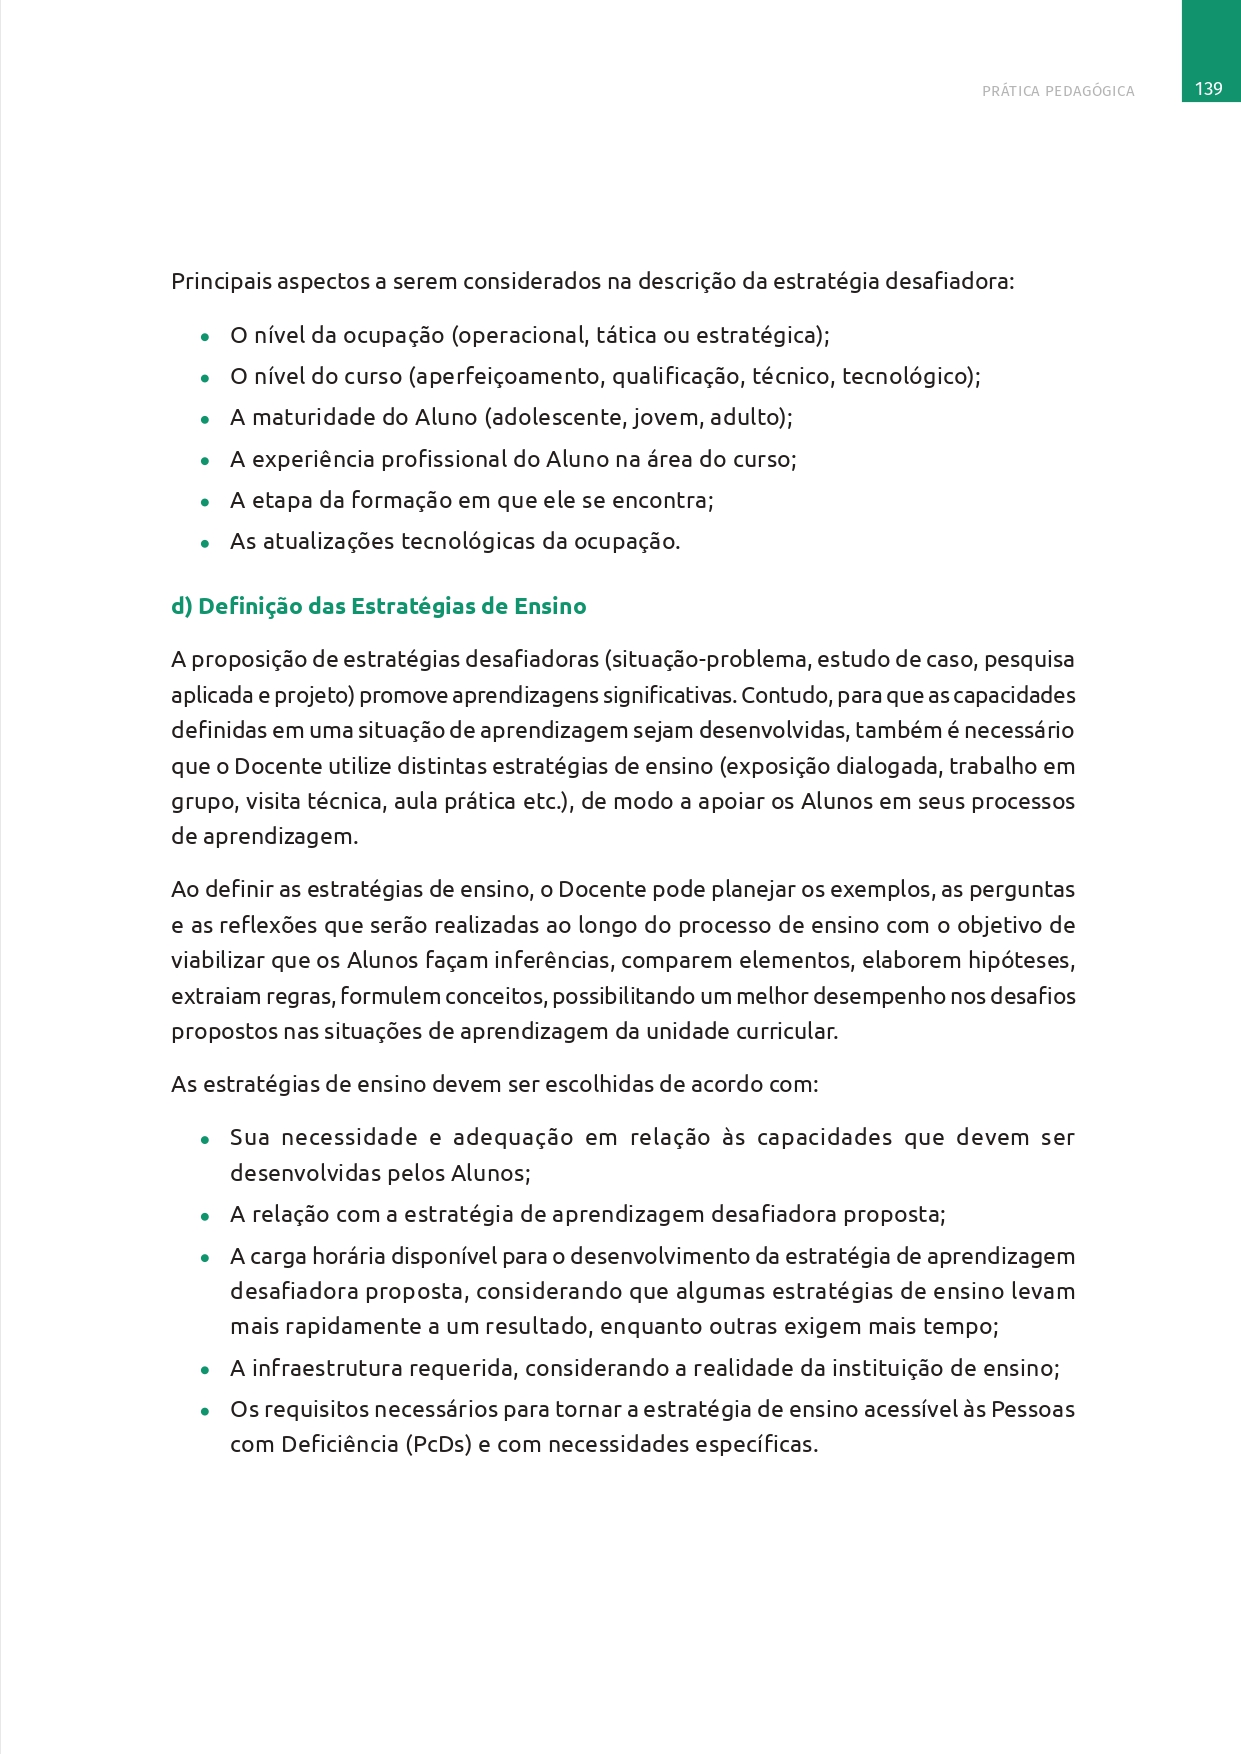 PRÁTICA PEDAGÓGICA 139
Principais aspectos a serem considerados na descrição da estratégia desafiadora:
• O nível da ocupação (operacional, tática ou estratégica);
• O nível do curso (aperfeiçoamento, qualificação, técnico, tecnológico);
• A maturidade do Aluno (adolescente, jovem, adulto);
• A experiência profissional do Aluno na área do curso;
• A etapa da formação em que ele se encontra;
• As atualizações tecnológicas da ocupação.
d) Definição das Estratégias de Ensino
A proposição de estratégias desafiadoras (situação-problema, estudo de caso, pesquisa
aplicada e projeto) promove aprendizagens significativas. Contudo, para que as capacidades
definidas em uma situação de aprendizagem sejam desenvolvidas, também é necessário
que o Docente utilize distintas estratégias de ensino (exposição dialogada, trabalho em
grupo, visita técnica, aula prática etc.), de modo a apoiar os Alunos em seus processos
de aprendizagem.
Ao definir as estratégias de ensino, o Docente pode planejar os exemplos, as perguntas
e as reflexões que serão realizadas ao longo do processo de ensino com o objetivo de
viabilizar que os Alunos façam inferências, comparem elementos, elaborem hipóteses,
extraiam regras, formulem conceitos, possibilitando um melhor desempenho nos desafios
propostos nas situações de aprendizagem da unidade curricular.
As estratégias de ensino devem ser escolhidas de acordo com:
• Sua necessidade e adequação em relação às capacidades que devem ser
desenvolvidas pelos Alunos;
• A relação com a estratégia de aprendizagem desafiadora proposta;
• A carga horária disponível para o desenvolvimento da estratégia de aprendizagem
desafiadora proposta, considerando que algumas estratégias de ensino levam
mais rapidamente a um resultado, enquanto outras exigem mais tempo;
• A infraestrutura requerida, considerando a realidade da instituição de ensino;
• Os requisitos necessários para tornar a estratégia de ensino acessível às Pessoas
com Deficiência (PcDs) e com necessidades específicas.